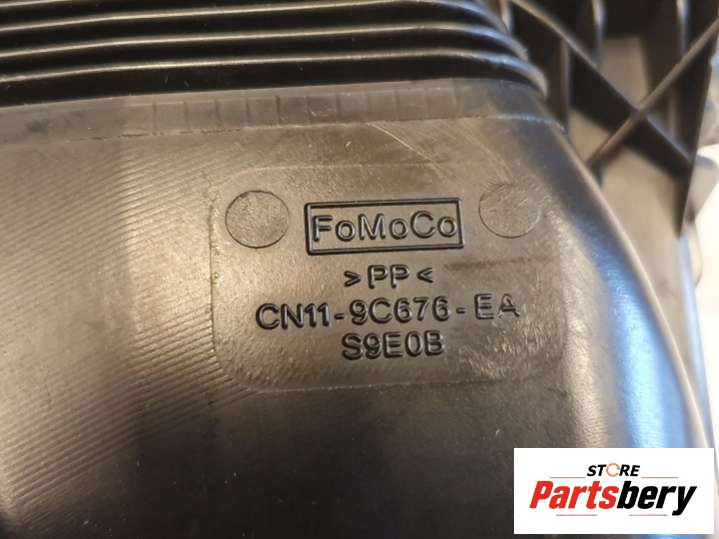 FoMoCo
>PP<
CN11-9C676-EA
S9E0B
STORE
Partsbery